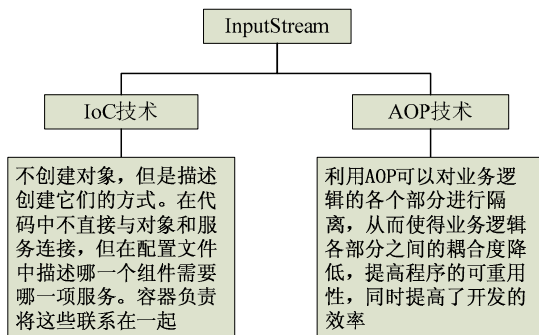 InputStream
IoC技术
AOP技术
不创建对象，但是描述
创建它们的方式。在代
码中不直接与对象和服
务连接，但在配置文件
中描述哪一个组件需要
哪一项服务。容器负责
将这些联系在一起
利用AOP可以对业务逻
辑的各个部分进行隔
离，从而使得业务逻辑
各部分之间的耦合度降
低，提高程序的可重用
性，同时提高了开发的
效率